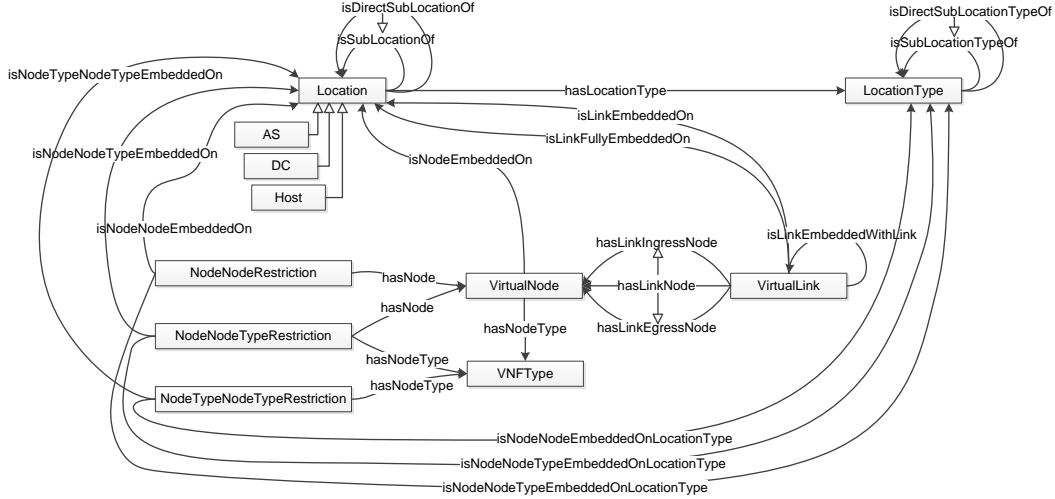 isDirectSubLocationOf
isDirectSubLocationTypeOf
isSubLocationOf
isSubLocationTypeOf
isNodeTypeNodeTypeEmbeddedOn
Location
hasLocationType
LocationType
isLinkEmbeddedOn
AS
isLinkFullyEmbeddedOn
isNodeNodeTypeEmbeddedOn
DC
isNodeEmbeddedOn
Host
isNodeNodeEmbeddedOn
isLinkEmbeddedWithLink
hasLinkIngressNode
NodeNodeRestriction
hasNode
VirtualNode
hasLinkNode
VirtualLink
hasNode
hasNodeType
hasLinkEgressNode
NodeNodeTypeRestriction
hasNodeType
VNFType
hasNodeType
NodeTypeNodeTypeRestriction
isNodeNodeEmbeddedOnLocationType
isNodeNodeTypeEmbeddedOnLocationType
isNodeNodeTypeEmbeddedOnLocationType